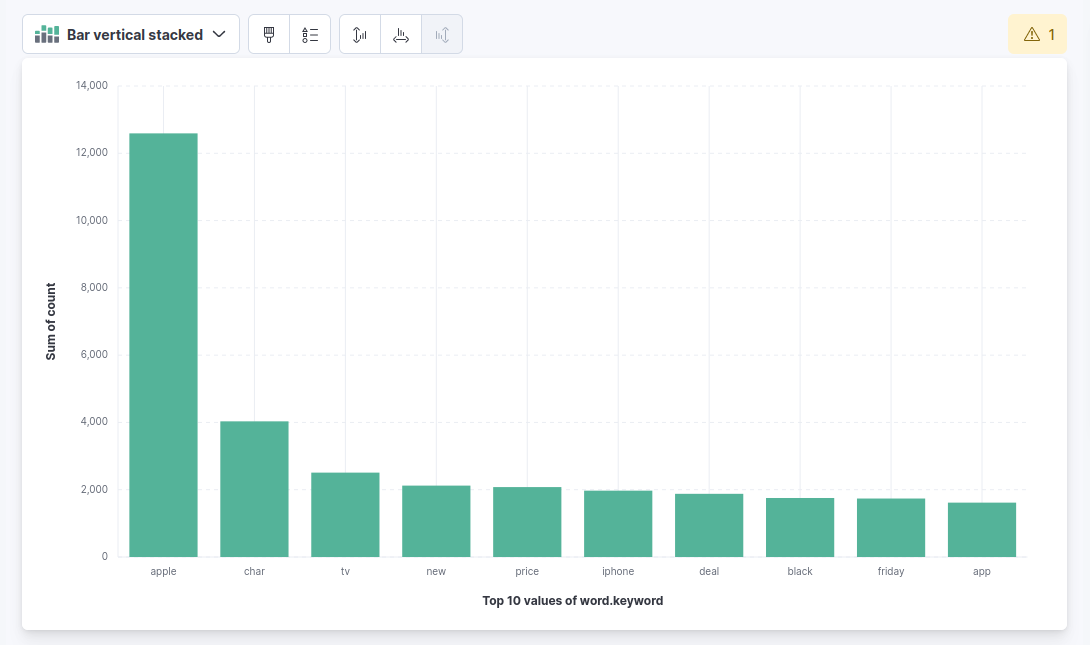 Bar vertical stacked
1
14,000
12,000
10,000
8,000
6,000
4,000
2,000
0
Sum of count
apple char tv new price iphone deal black friday app
Top 10 values of word.keyword